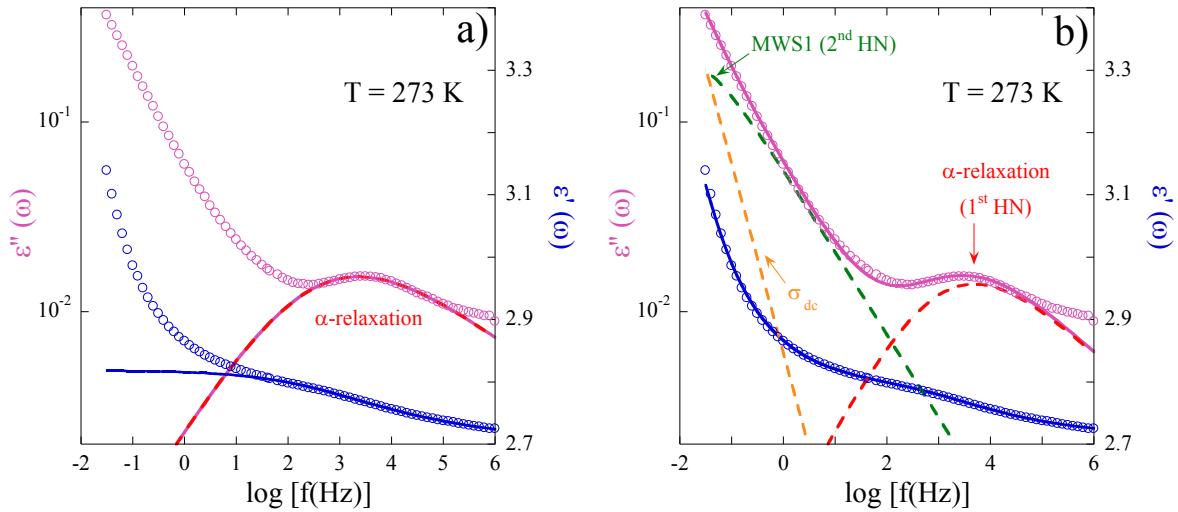 a)
T = 273 K
10⁻¹
10⁻²
ε'' (ω)
α-relaxation
3.3
3.1
2.9
2.7
ε' (ω)
-2 -1 0 1 2 3 4 5 6
log [f(Hz)]
b)
MWS1 (2nd HN)
T = 273 K
10⁻¹
10⁻²
ε'' (ω)
α-relaxation
(1st HN)
σdc
3.3
3.1
2.9
2.7
ε' (ω)
-2 0 2 4 6
log [f(Hz)]